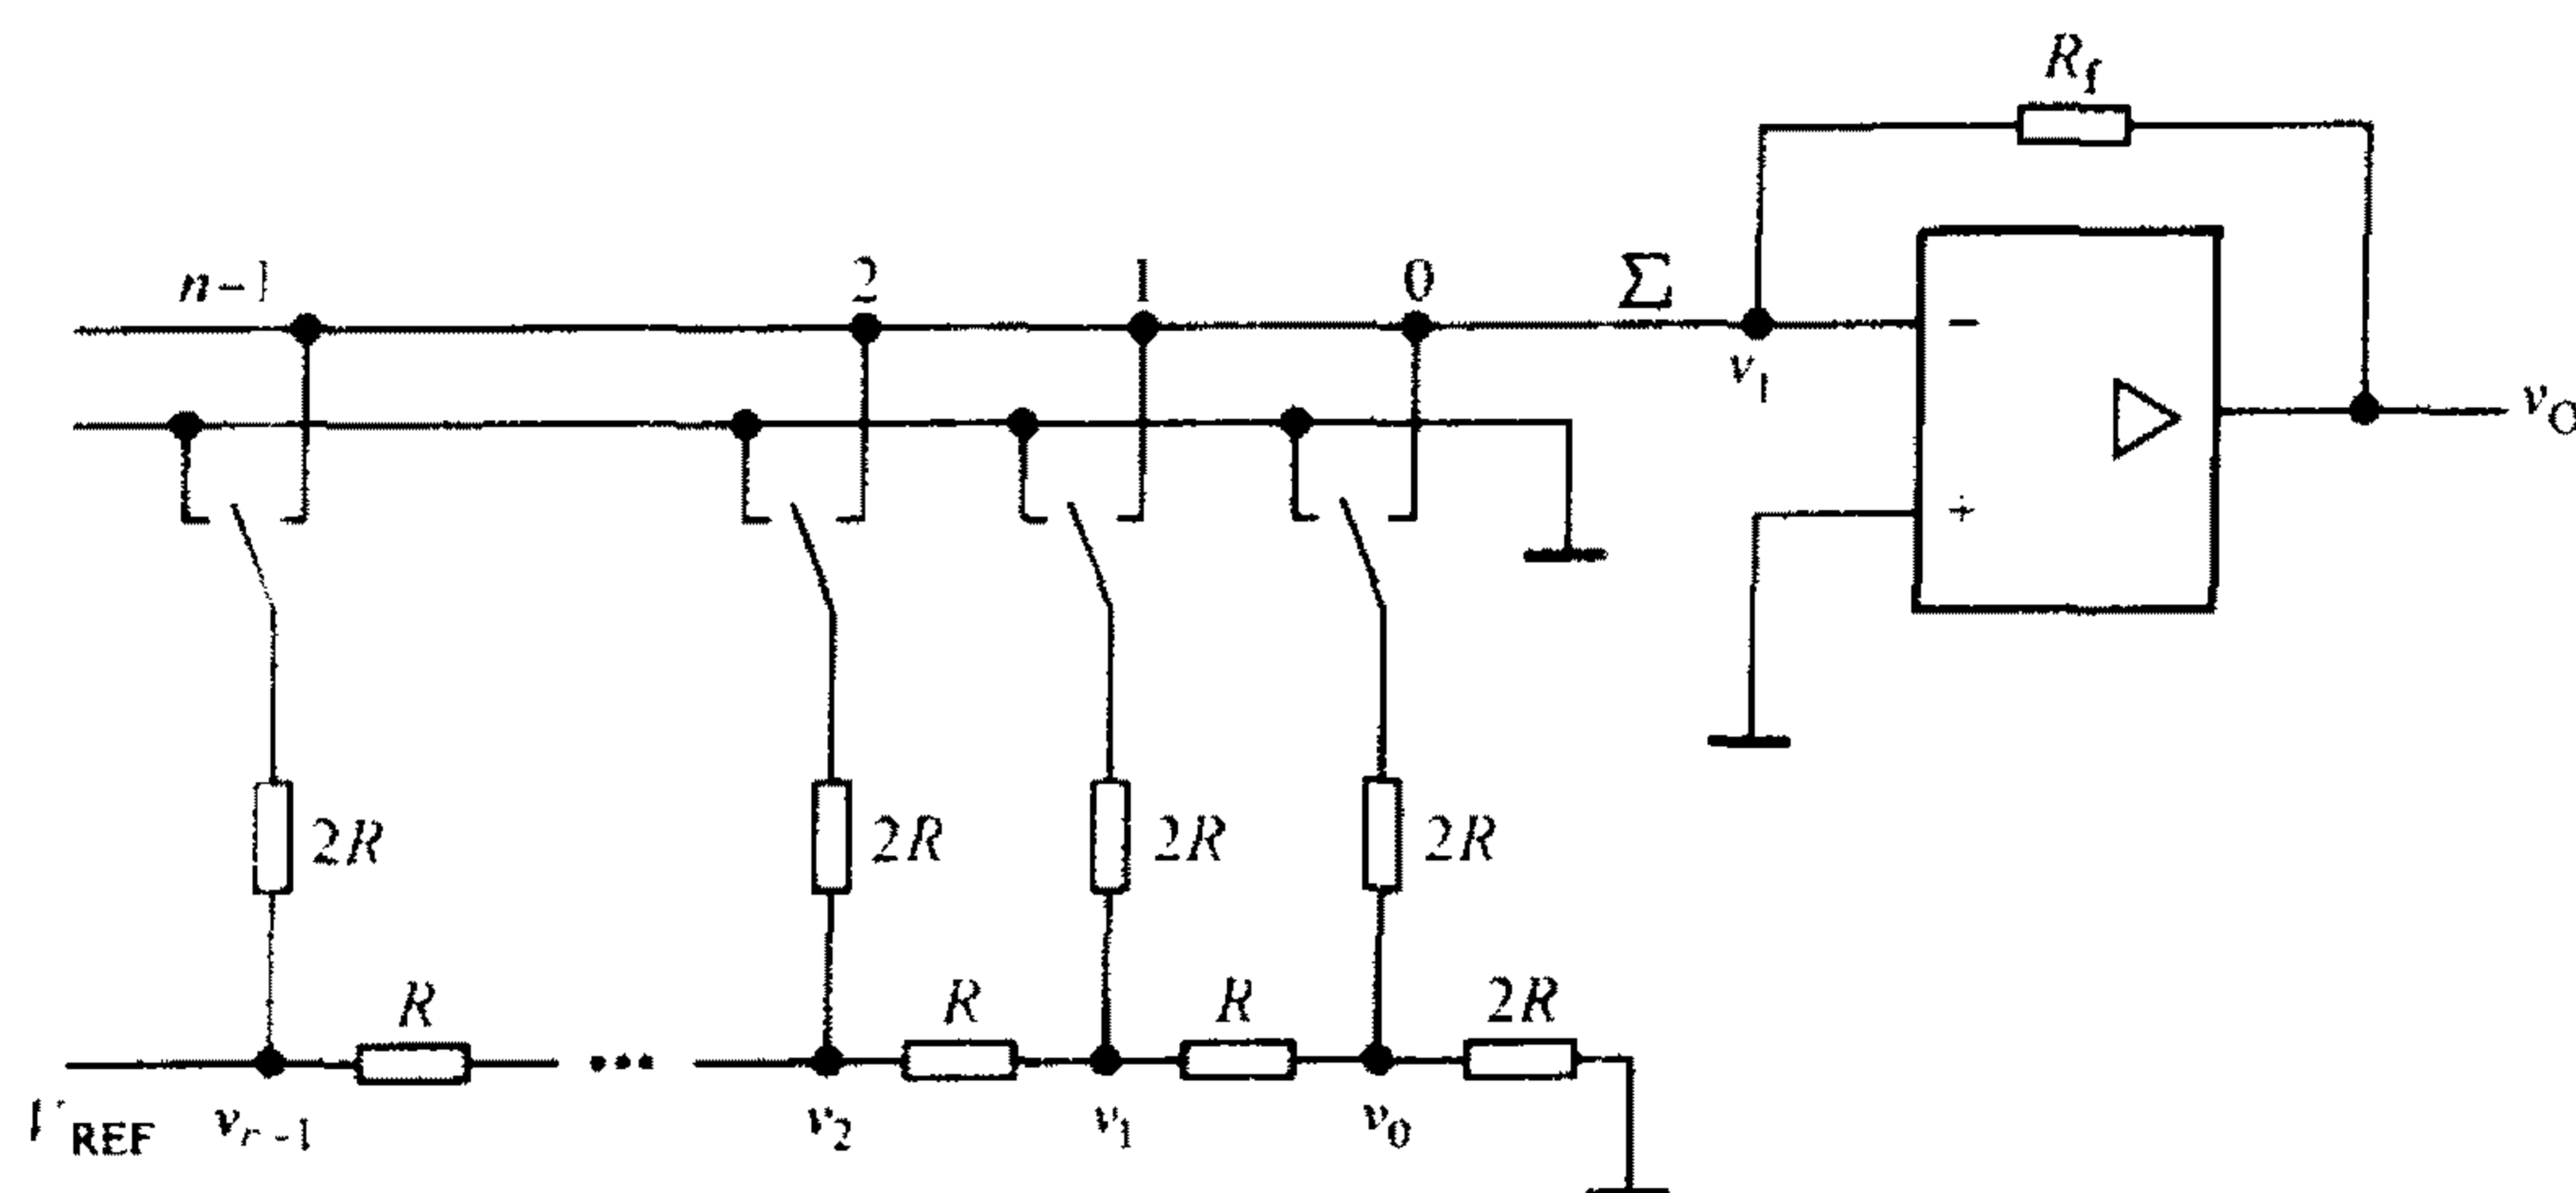 R_f
n-1 2 1 0 Σ
v_I
−
+
v_O
2R 2R 2R 2R
R R R 2R
V_REF v_{n-1} v_2 v_1 v_0